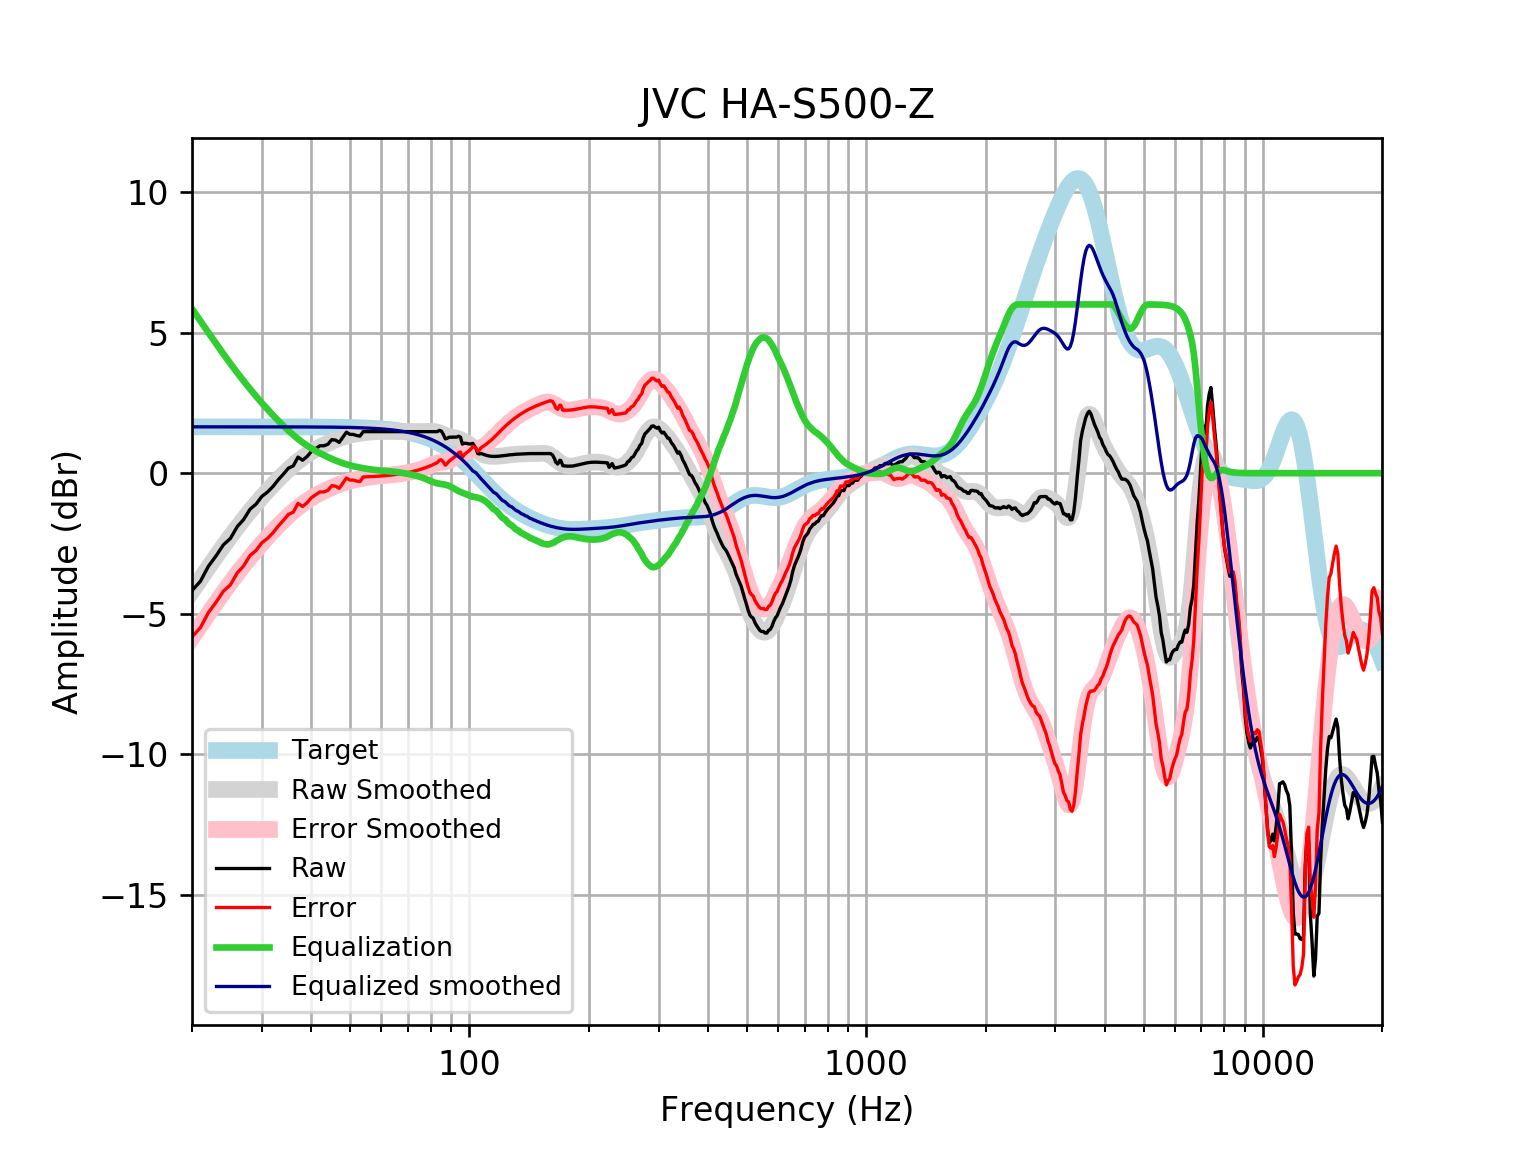 JVC HA-S500-Z
Amplitude (dBr)
10
5
0
−5
−10
−15
Target
Raw Smoothed
Error Smoothed
Raw
Error
Equalization
Equalized smoothed
100
1000
10000
Frequency (Hz)